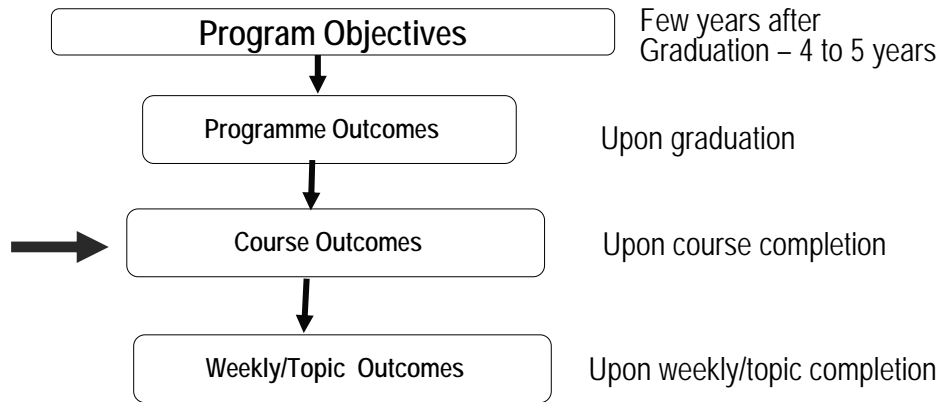 Program Objectives
Few years after
Graduation – 4 to 5 years
Programme Outcomes
Upon graduation
Course Outcomes
Upon course completion
Weekly/Topic Outcomes
Upon weekly/topic completion